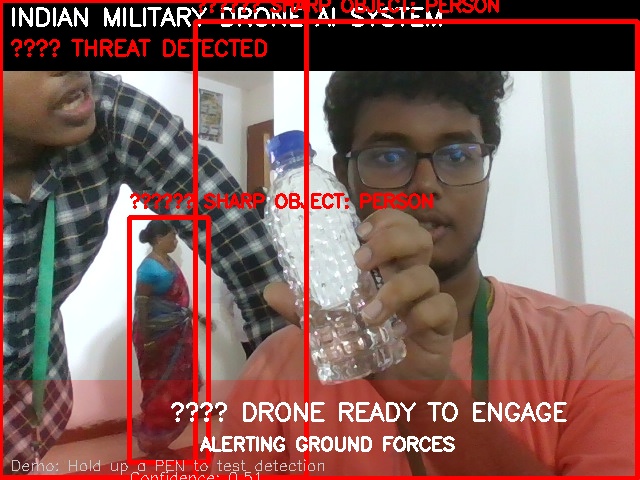 ?????? SHARP OBJECT: PERSON
INDIAN MILITARY DRONE AI SYSTEM
???? THREAT DETECTED
?????? SHARP OBJECT: PERSON
???? DRONE READY TO ENGAGE
ALERTING GROUND FORCES
Demo: Hold up a PEN to test detection
Confidence: 0.51